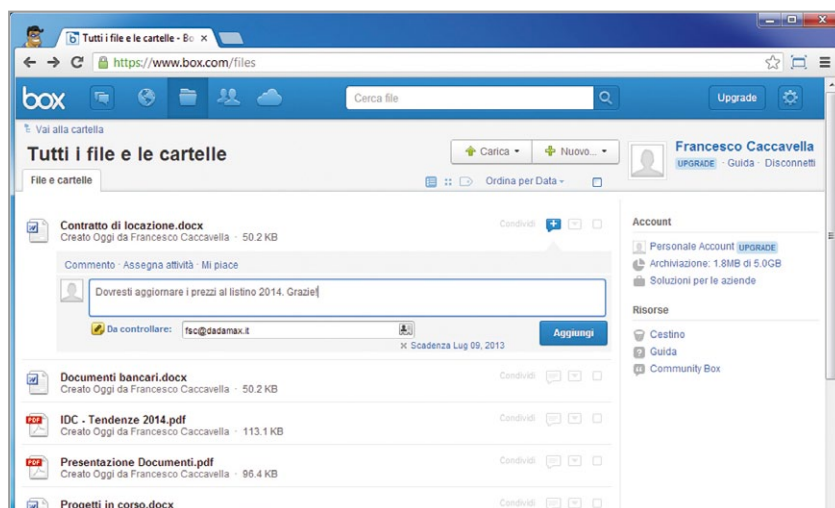 Tutti i file e le cartelle - Bo
https://www.box.com/files
box
Cerca file
Upgrade
Vai alla cartella
Tutti i file e le cartelle
Carica
Nuovo...
Francesco Caccavella
UPGRADE · Guida · Disconnetti
File e cartelle
Ordina per Data
Contratto di locazione.docx
Creato Oggi da Francesco Caccavella · 50.2 KB
Condividi
Commento · Assegna attività · Mi piace
Dovresti aggiornare i prezzi al listino 2014. Grazie!
Da controllare:
fsc@dadamax.it
Scadenza Lug 09, 2013
Aggiungi
Documenti bancari.docx
Creato Oggi da Francesco Caccavella · 50.2 KB
Condividi
IDC - Tendenze 2014.pdf
Creato Oggi da Francesco Caccavella · 113.1 KB
Condividi
Presentazione Documenti.pdf
Creato Oggi da Francesco Caccavella · 96.4 KB
Condividi
Progetti in corso.docx
Condividi
Account
Personale Account UPGRADE
Archiviazione: 1.8MB di 5.0GB
Soluzioni per le aziende
Risorse
Cestino
Guida
Community Box